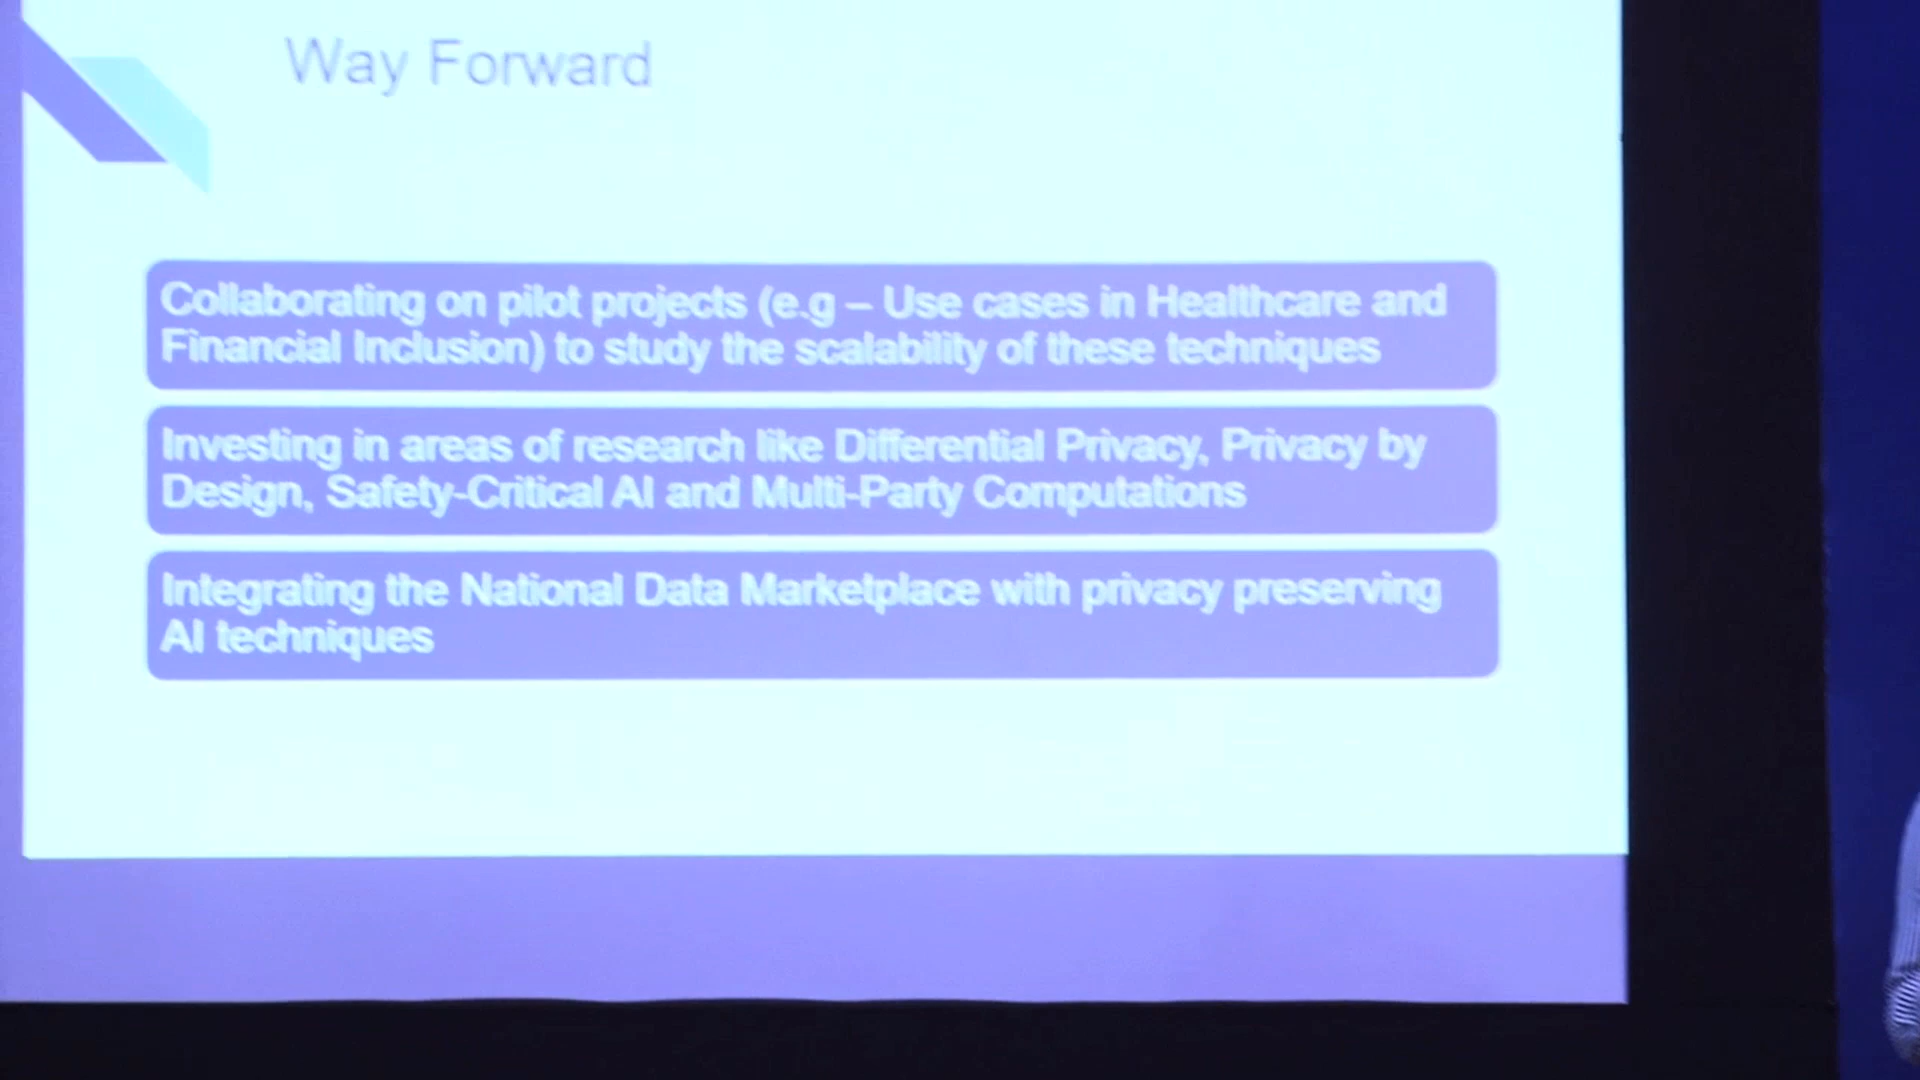 Way Forward
Collaborating on pilot projects (e.g – Use cases in Healthcare and
Financial Inclusion) to study the scalability of these techniques
Investing in areas of research like Differential Privacy, Privacy by
Design, Safety-Critical AI and Multi-Party Computations
Integrating the National Data Marketplace with privacy preserving
AI techniques